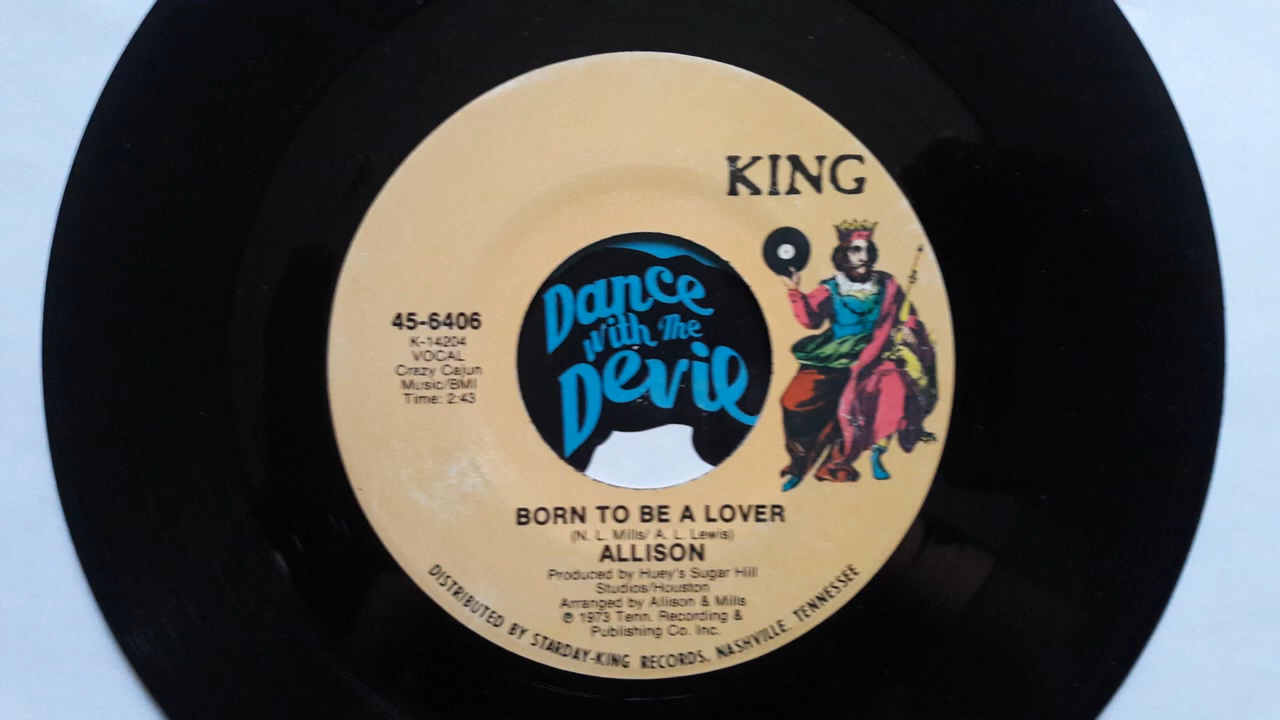 KING
45-6406
K-14204
VOCAL
Crazy Cajun
Music/BMI
Time: 2:43
Dance
with The
Devil
BORN TO BE A LOVER
(N. L. Mills/ A. L. Lewis)
ALLISON
Produced by Huey's Sugar Hill
Studios/Houston
Arranged by Allison & Mills
℗ 1973 Tenn. Recording &
Publishing Co. Inc.
DISTRIBUTED BY STARDAY-KING RECORDS, NASHVILLE, TENNESSEE